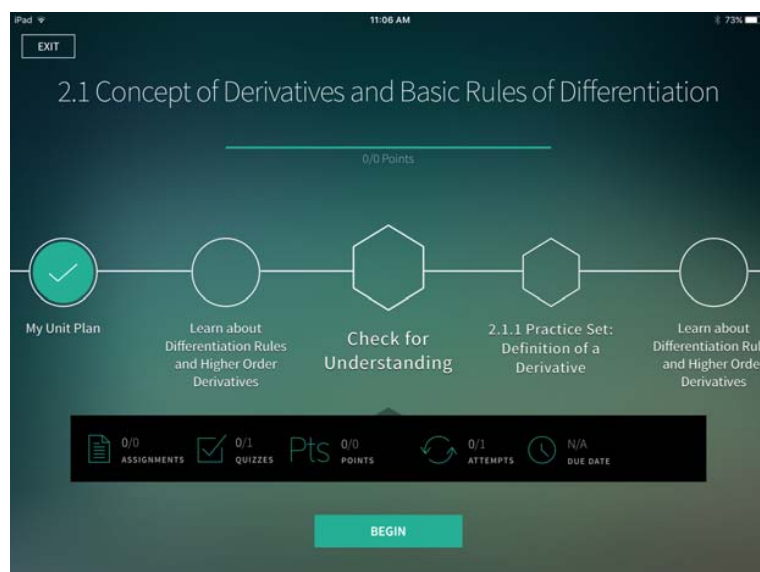 iPad
11:06 AM
73%
EXIT
2.1 Concept of Derivatives and Basic Rules of Differentiation
0/0 Points
My Unit Plan
Learn about
Differentiation Rules
and Higher Order
Derivatives
Check for
Understanding
2.1.1 Practice Set:
Definition of a
Derivative
Learn about
Differentiation Rul
and Higher Orde
Derivatives
0/0
ASSIGNMENTS
0/1
QUIZZES
Pts
0/0
POINTS
0/1
ATTEMPTS
N/A
DUE DATE
BEGIN